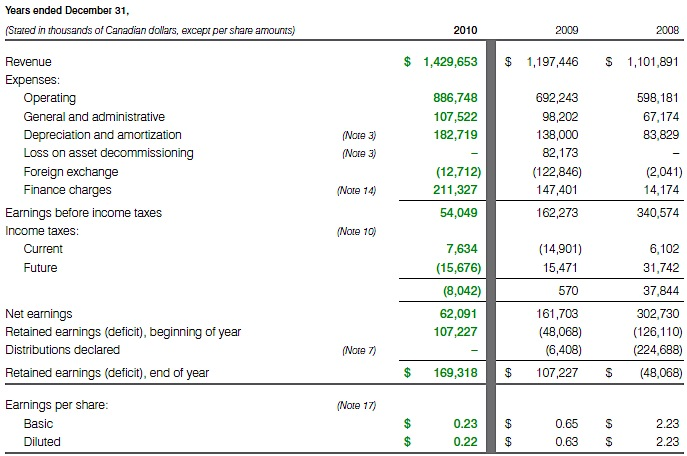 Years ended December 31,
(Stated in thousands of Canadian dollars, except per share amounts) 2010 2009 2008
Revenue $ 1,429,653 $ 1,197,446 $ 1,101,891
Expenses:
Operating 886,748 692,243 598,181
General and administrative 107,522 98,202 67,174
Depreciation and amortization (Note 3) 182,719 138,000 83,829
Loss on asset decommissioning (Note 3) – 82,173 –
Foreign exchange (12,712) (122,846) (2,041)
Finance charges (Note 14) 211,327 147,401 14,174
Earnings before income taxes 54,049 162,273 340,574
Income taxes: (Note 10)
Current 7,634 (14,901) 6,102
Future (15,676) 15,471 31,742
(8,042) 570 37,844
Net earnings 62,091 161,703 302,730
Retained earnings (deficit), beginning of year 107,227 (48,068) (126,110)
Distributions declared (Note 7) – (6,408) (224,688)
Retained earnings (deficit), end of year $ 169,318 $ 107,227 $ (48,068)
Earnings per share: (Note 17)
Basic $ 0.23 $ 0.65 $ 2.23
Diluted $ 0.22 $ 0.63 $ 2.23